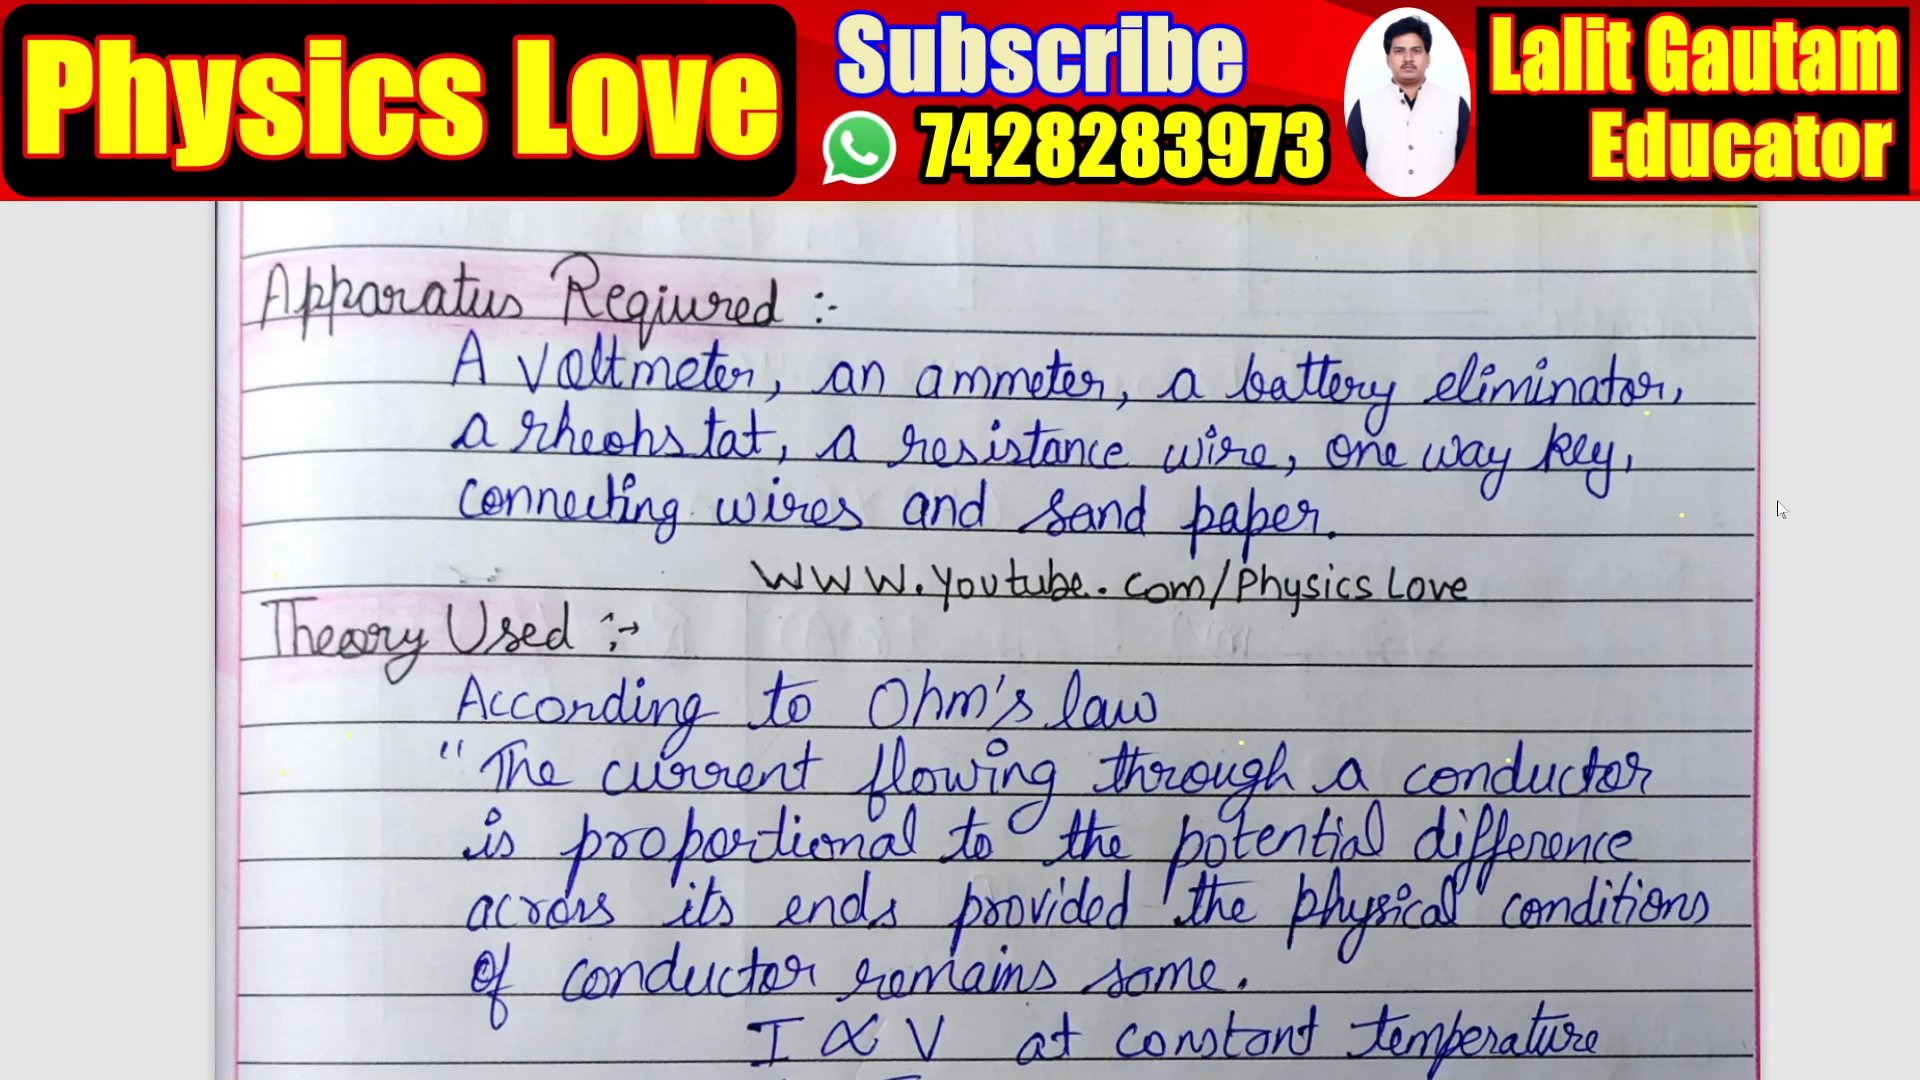 Physics Love
Subscribe
7428283973
Lalit Gautam
Educator
Apparatus Reqiured :-
A voltmeter, an ammeter, a battery eliminator,
a rheohstat, a resistance wire, one way key,
connecting wires and sand paper.
WWW.Youtube.com/Physics Love
Theory Used :→
According to Ohm's law
"The current flowing through a conductor
is proportional to the potential difference
across its ends provided the physical conditions
of conductor remains same.
I ∝ V at constant temperature